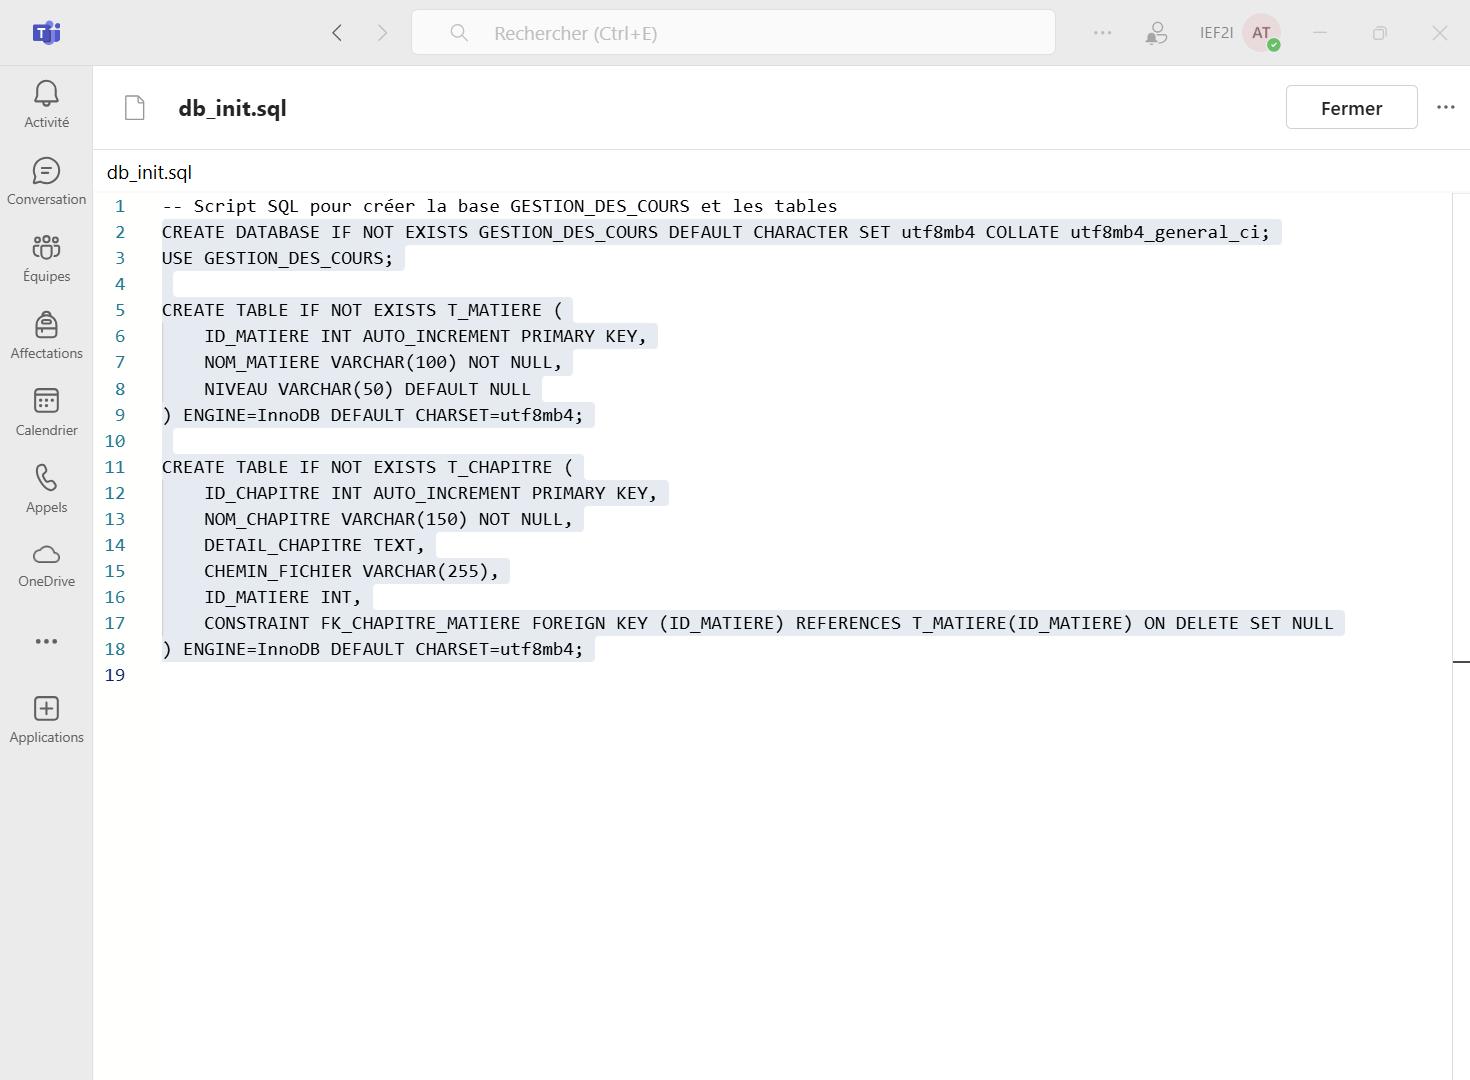 Rechercher (Ctrl+E)
IEF2I
AT
Activité
Conversation
Équipes
Affectations
Calendrier
Appels
OneDrive
Applications
db_init.sql
Fermer
db_init.sql
1 -- Script SQL pour créer la base GESTION_DES_COURS et les tables
2 CREATE DATABASE IF NOT EXISTS GESTION_DES_COURS DEFAULT CHARACTER SET utf8mb4 COLLATE utf8mb4_general_ci;
3 USE GESTION_DES_COURS;
4
5 CREATE TABLE IF NOT EXISTS T_MATIERE (
6     ID_MATIERE INT AUTO_INCREMENT PRIMARY KEY,
7     NOM_MATIERE VARCHAR(100) NOT NULL,
8     NIVEAU VARCHAR(50) DEFAULT NULL
9 ) ENGINE=InnoDB DEFAULT CHARSET=utf8mb4;
10
11 CREATE TABLE IF NOT EXISTS T_CHAPITRE (
12     ID_CHAPITRE INT AUTO_INCREMENT PRIMARY KEY,
13     NOM_CHAPITRE VARCHAR(150) NOT NULL,
14     DETAIL_CHAPITRE TEXT,
15     CHEMIN_FICHIER VARCHAR(255),
16     ID_MATIERE INT,
17     CONSTRAINT FK_CHAPITRE_MATIERE FOREIGN KEY (ID_MATIERE) REFERENCES T_MATIERE(ID_MATIERE) ON DELETE SET NULL
18 ) ENGINE=InnoDB DEFAULT CHARSET=utf8mb4;
19